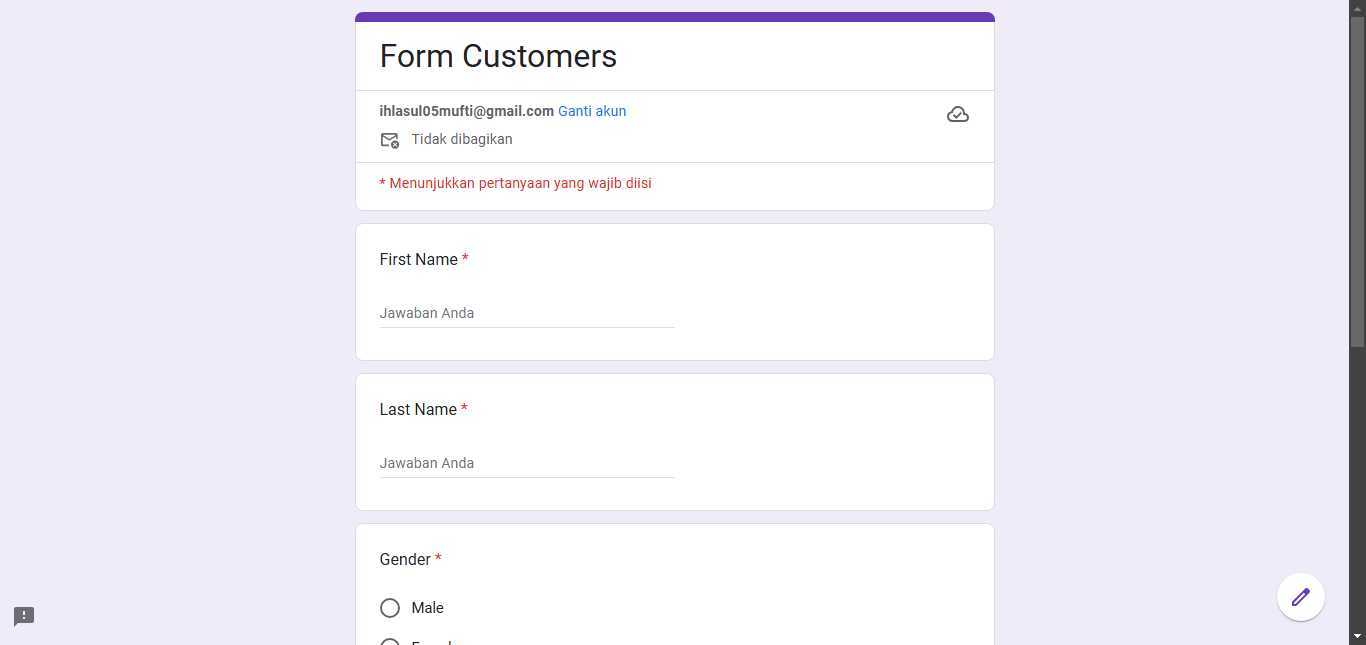 Form Customers
ihlasul05mufti@gmail.com Ganti akun
Tidak dibagikan
* Menunjukkan pertanyaan yang wajib diisi
First Name *
Jawaban Anda
Last Name *
Jawaban Anda
Gender *
Male